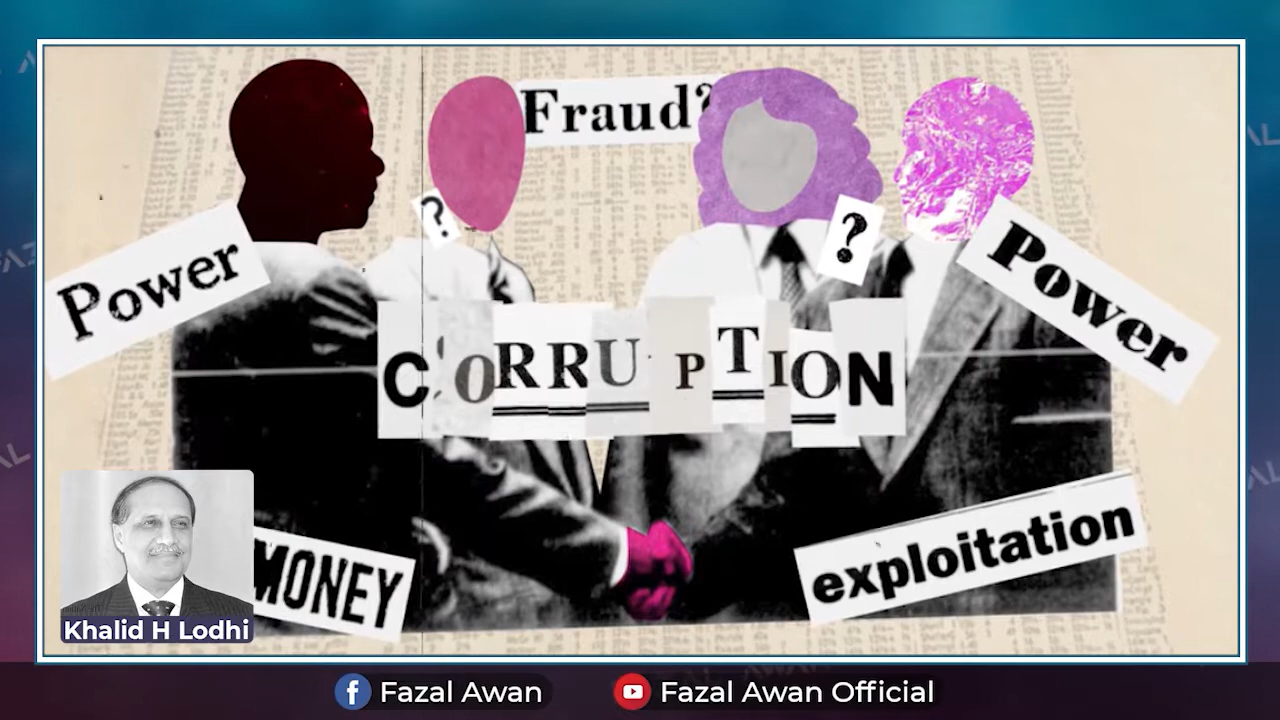 Fraud?
?
?
Power
Power
CORRUPTION
MONEY
exploitation
Khalid H Lodhi
Fazal Awan
Fazal Awan Official